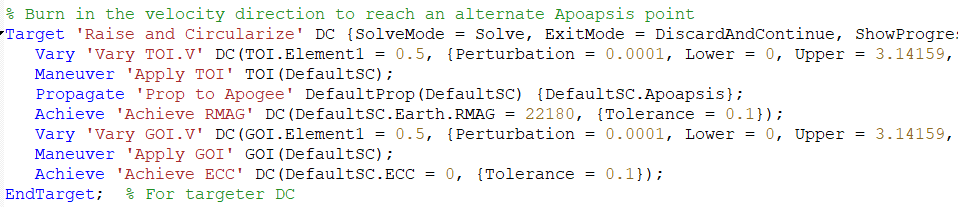 % Burn in the velocity direction to reach an alternate Apoapsis point
Target 'Raise and Circularize' DC {SolveMode = Solve, ExitMode = DiscardAndContinue, ShowProgres
Vary 'Vary TOI.V' DC(TOI.Element1 = 0.5, {Perturbation = 0.0001, Lower = 0, Upper = 3.14159,
Maneuver 'Apply TOI' TOI(DefaultSC);
Propagate 'Prop to Apogee' DefaultProp(DefaultSC) {DefaultSC.Apoapsis};
Achieve 'Achieve RMAG' DC(DefaultSC.Earth.RMAG = 22180, {Tolerance = 0.1});
Vary 'Vary GOI.V' DC(GOI.Element1 = 0.5, {Perturbation = 0.0001, Lower = 0, Upper = 3.14159,
Maneuver 'Apply GOI' GOI(DefaultSC);
Achieve 'Achieve ECC' DC(DefaultSC.ECC = 0, {Tolerance = 0.1});
EndTarget;  % For targeter DC